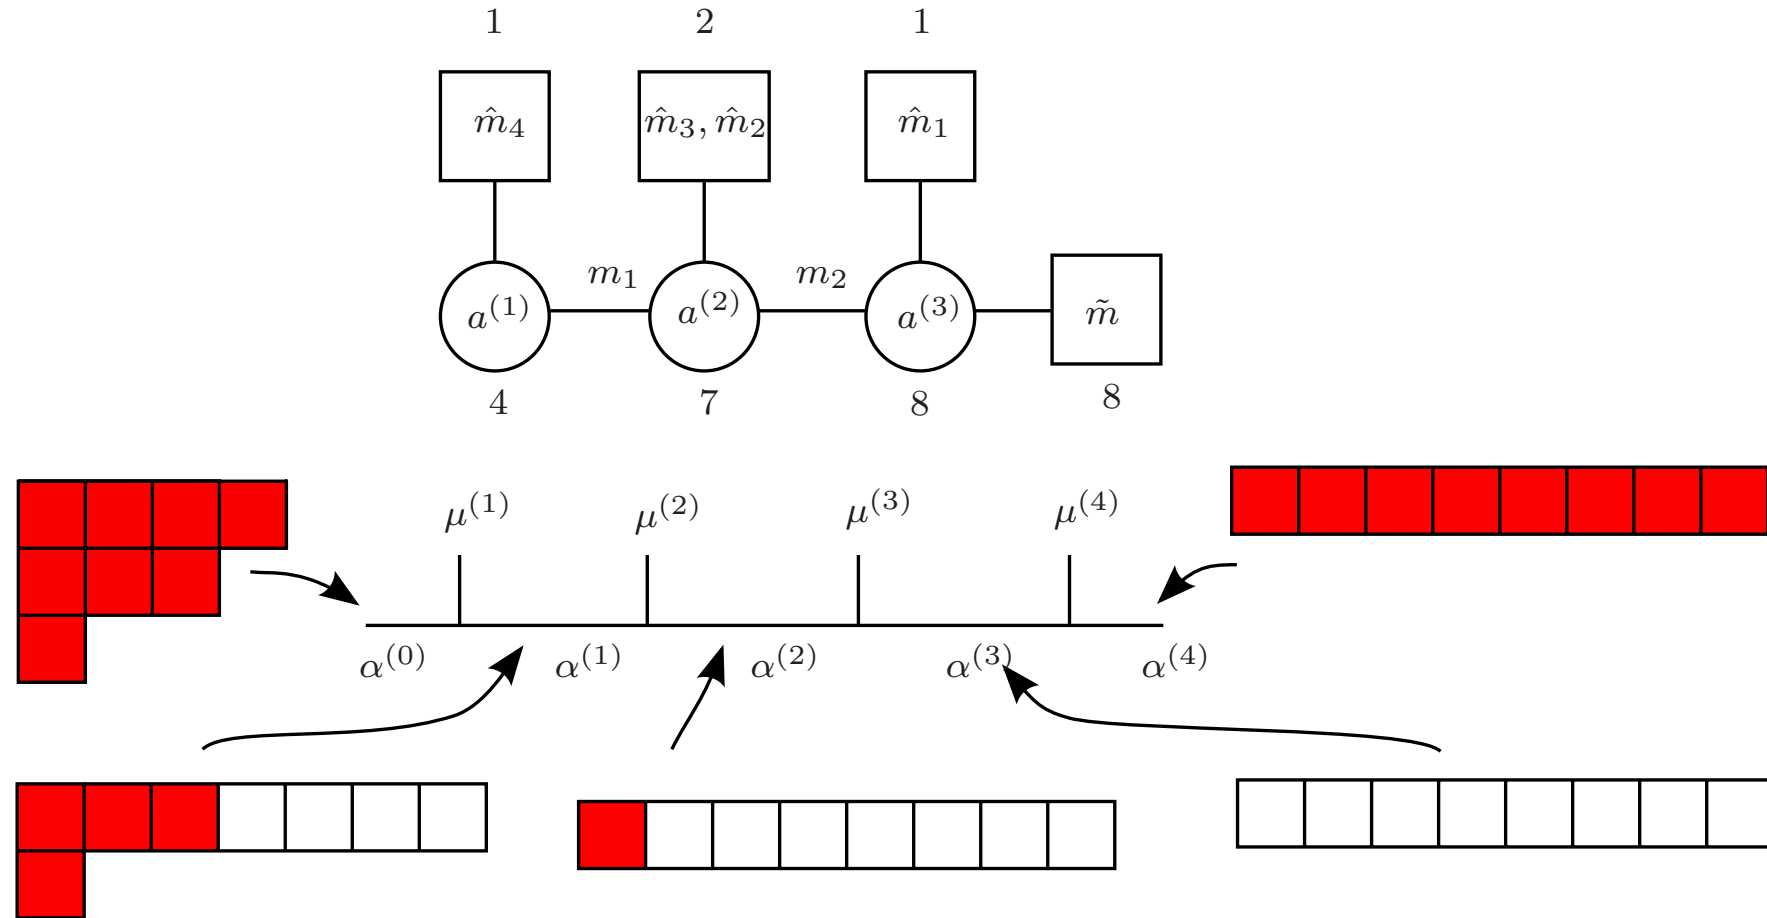 1 2 1
m̂₄ m̂₃, m̂₂ m̂₁
m₁ m₂
a⁽¹⁾ a⁽²⁾ a⁽³⁾ m̃
4 7 8 8
μ⁽¹⁾ μ⁽²⁾ μ⁽³⁾ μ⁽⁴⁾
α⁽⁰⁾ α⁽¹⁾ α⁽²⁾ α⁽³⁾ α⁽⁴⁾